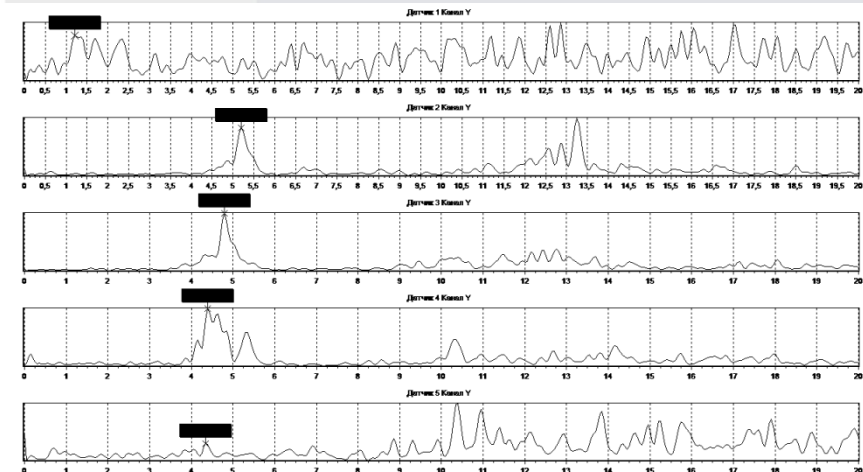 Датчик 1 Канал Y
0 0,5 1 1,5 2 2,5 3 3,5 4 4,5 5 5,5 6 6,5 7 7,5 8 8,5 9 9,5 10 10,5 11 11,5 12 12,5 13 13,5 14 14,5 15 15,5 16 16,5 17 17,5 18 18,5 19 19,5 20
Датчик 2 Канал Y
0 0,5 1 1,5 2 2,5 3 3,5 4 4,5 5 5,5 6 6,5 7 7,5 8 8,5 9 9,5 10 10,5 11 11,5 12 12,5 13 13,5 14 14,5 15 15,5 16 16,5 17 17,5 18 18,5 19 19,5 20
Датчик 3 Канал Y
0 1 2 3 4 5 6 7 8 9 10 11 12 13 14 15 16 17 18 19 20
Датчик 4 Канал Y
0 1 2 3 4 5 6 7 8 9 10 11 12 13 14 15 16 17 18 19 20
Датчик 5 Канал Y
0 1 2 3 4 5 6 7 8 9 10 11 12 13 14 15 16 17 18 19 20